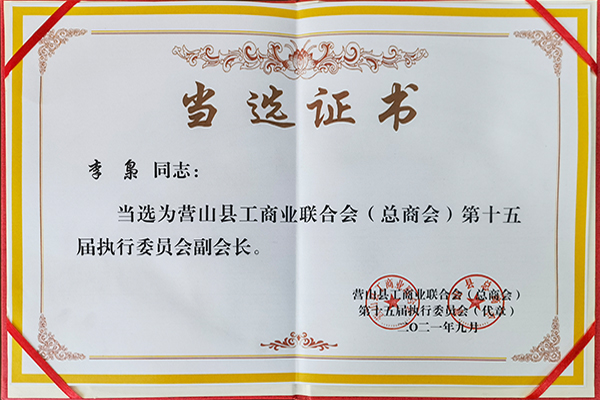 当选证书
李 枭 同志：
当选为营山县工商业联合会（总商会）第十五
届执行委员会副会长。
营山县工商业联合会（总商会）
第十五届执行委员会（代章）
二〇二一年九月